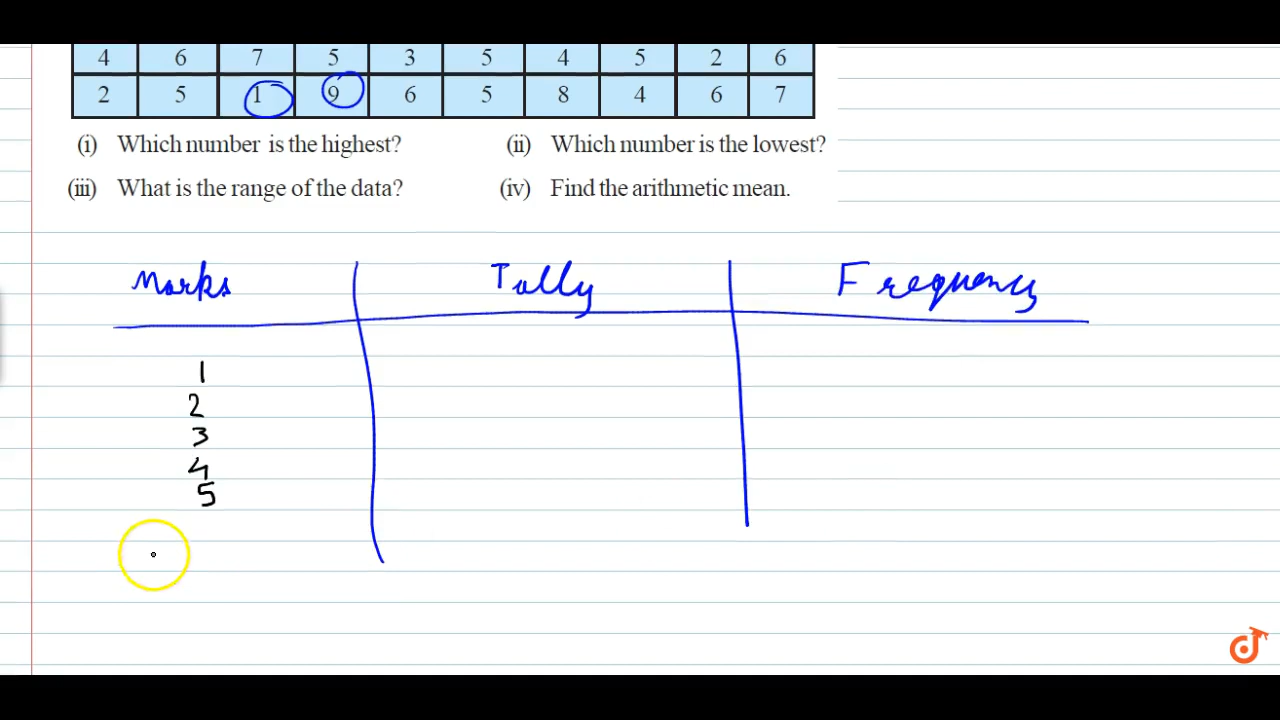 4 6 7 5 3 5 4 5 2 6
2 5 1 9 6 5 8 4 6 7
(i) Which number is the highest? (ii) Which number is the lowest?
(iii) What is the range of the data? (iv) Find the arithmetic mean.
Marks Tally Frequency
1
2
3
4
5